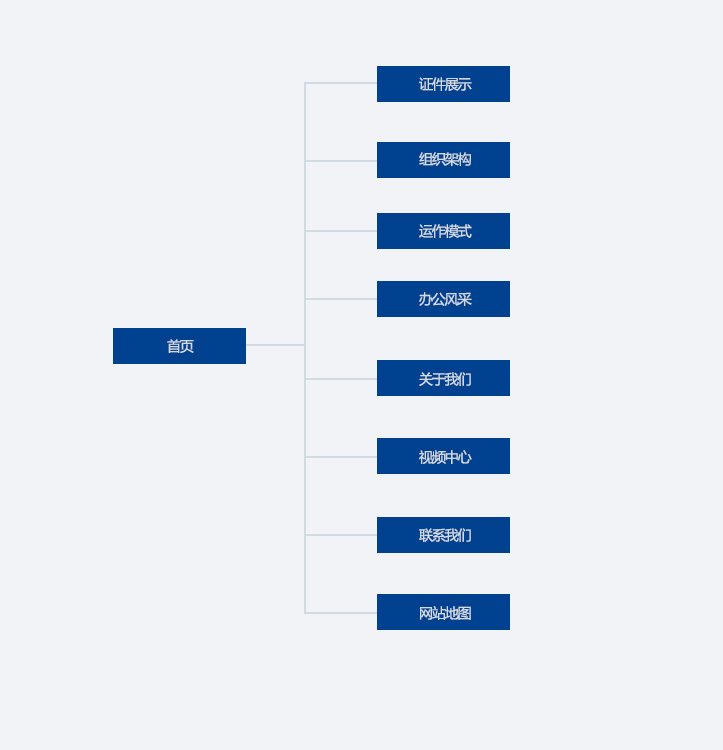 证件展示
组织架构
运作模式
办公风采
首页
关于我们
视频中心
联系我们
网站地图